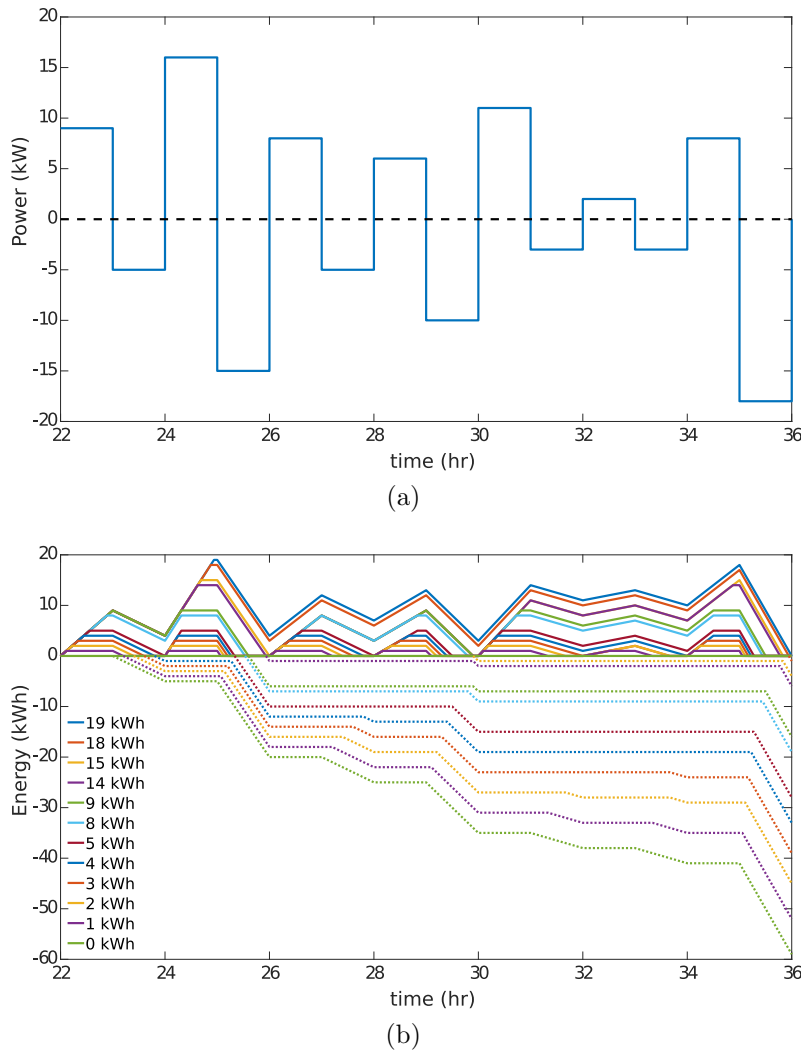 20
15
10
5
0
-5
-10
-15
-20
Power (kW)
22 24 26 28 30 32 34 36
time (hr)
(a)
20
10
0
-10
-20
-30
-40
-50
-60
Energy (kWh)
19 kWh
18 kWh
15 kWh
14 kWh
9 kWh
8 kWh
5 kWh
4 kWh
3 kWh
2 kWh
1 kWh
0 kWh
22 24 26 28 30 32 34 36
time (hr)
(b)